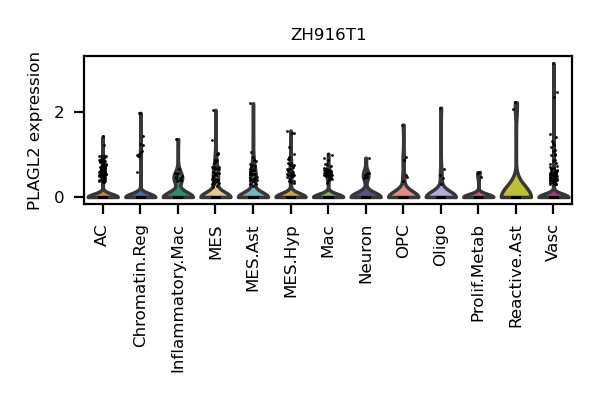 ZH916T1
PLAGL2 expression
2
0
AC
Chromatin.Reg
Inflammatory.Mac
MES
MES.Ast
MES.Hyp
Mac
Neuron
OPC
Oligo
Prolif.Metab
Reactive.Ast
Vasc